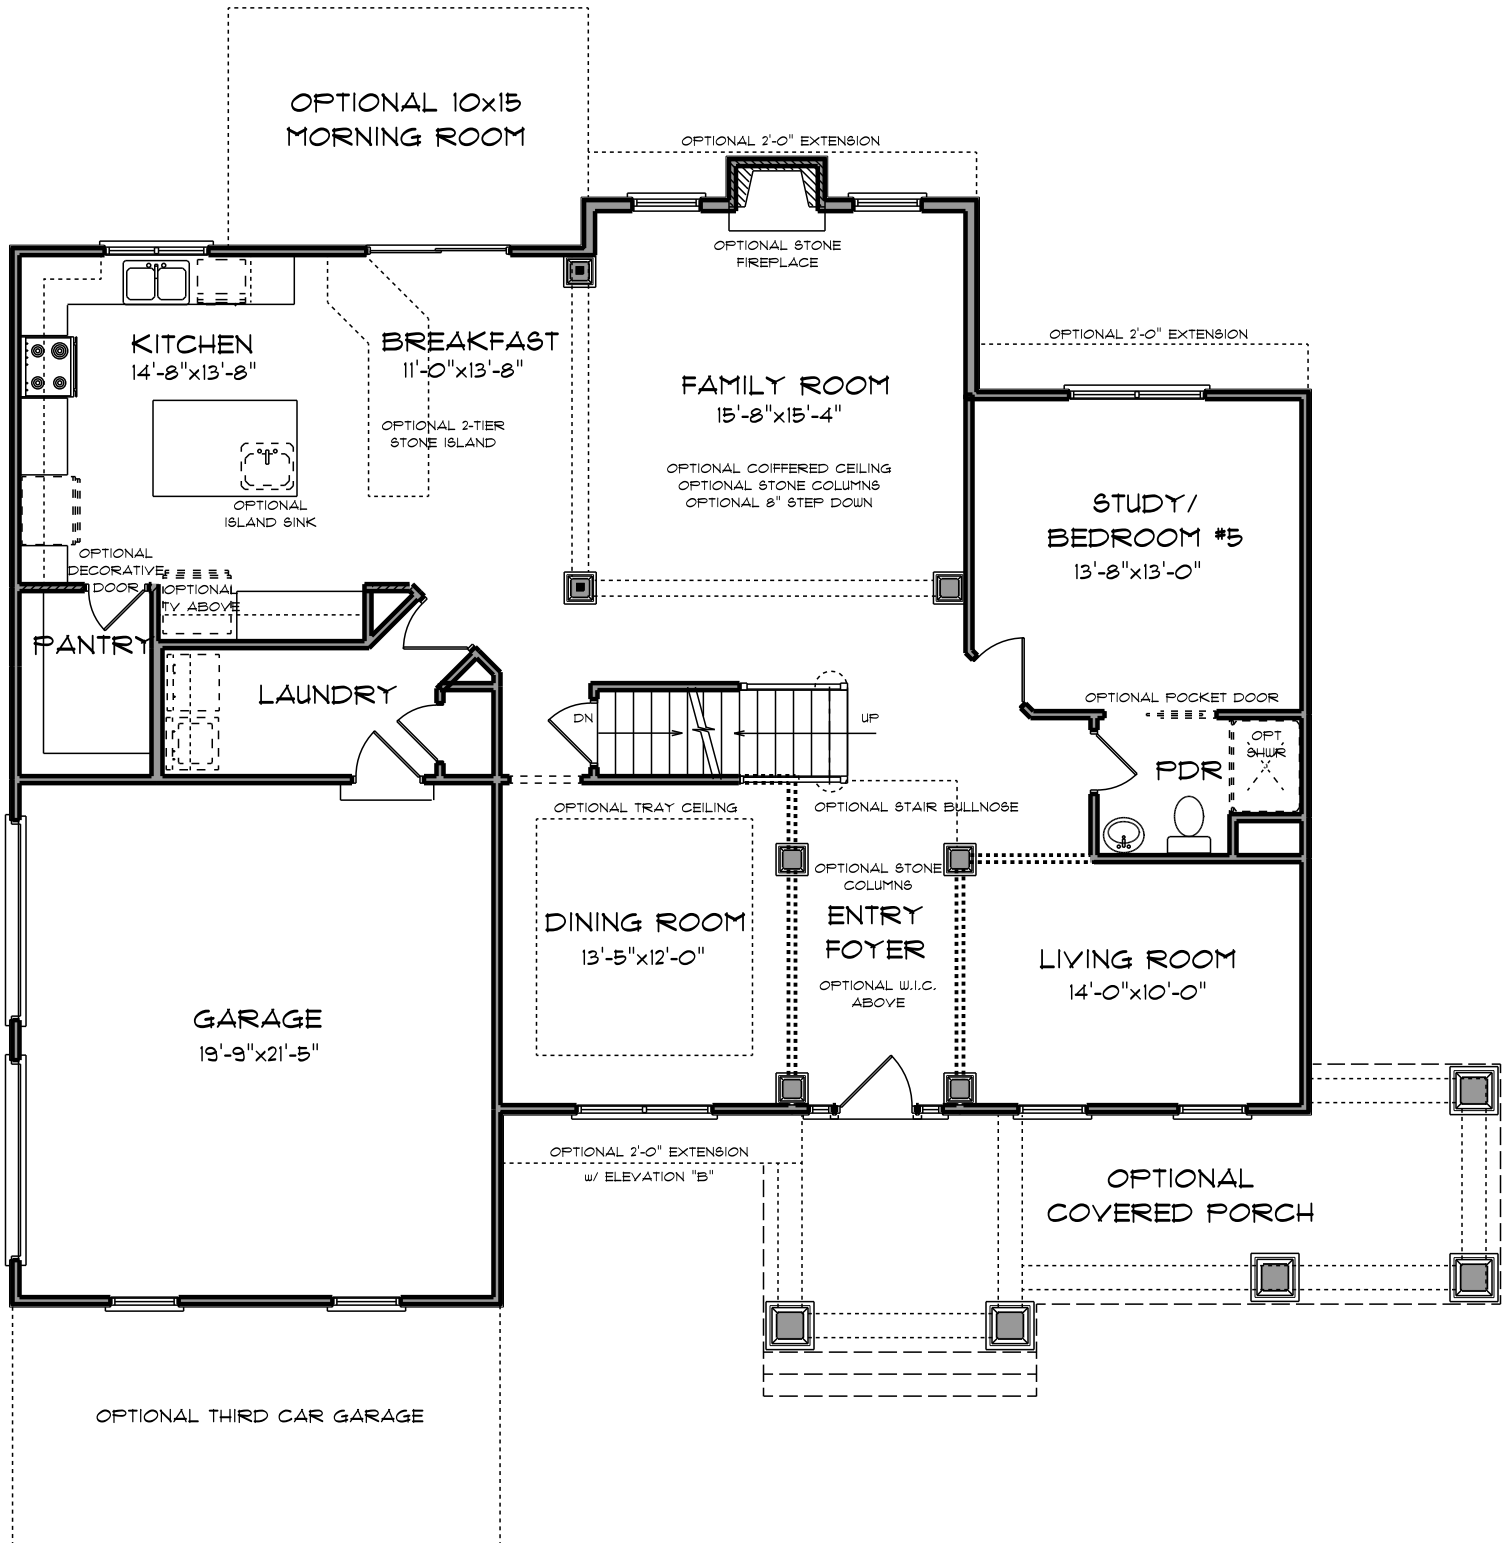 OPTIONAL 10x15
MORNING ROOM
OPTIONAL 2'-0" EXTENSION
OPTIONAL STONE
FIREPLACE
OPTIONAL 2'-0" EXTENSION
KITCHEN
14'-8"x13'-8"
BREAKFAST
11'-0"x13'-8"
FAMILY ROOM
15'-8"x15'-4"
OPTIONAL 2-TIER
STONE ISLAND
OPTIONAL COIFFERED CEILING
OPTIONAL STONE COLUMNS
OPTIONAL 8" STEP DOWN
OPTIONAL
ISLAND SINK
STUDY/
BEDROOM #5
13'-8"x13'-0"
OPTIONAL
DECORATIVE
DOOR
OPTIONAL
TV ABOVE
PANTRY
LAUNDRY
DN
UP
OPTIONAL POCKET DOOR
OPT
SHWR
PDR
OPTIONAL TRAY CEILING
OPTIONAL STAIR BULLNOSE
OPTIONAL STONE
COLUMNS
DINING ROOM
13'-5"x12'-0"
ENTRY
FOYER
OPTIONAL W.I.C.
ABOVE
LIVING ROOM
14'-0"x10'-0"
GARAGE
19'-9"x21'-5"
OPTIONAL 2'-0" EXTENSION
w/ ELEVATION "B"
OPTIONAL
COVERED PORCH
OPTIONAL THIRD CAR GARAGE